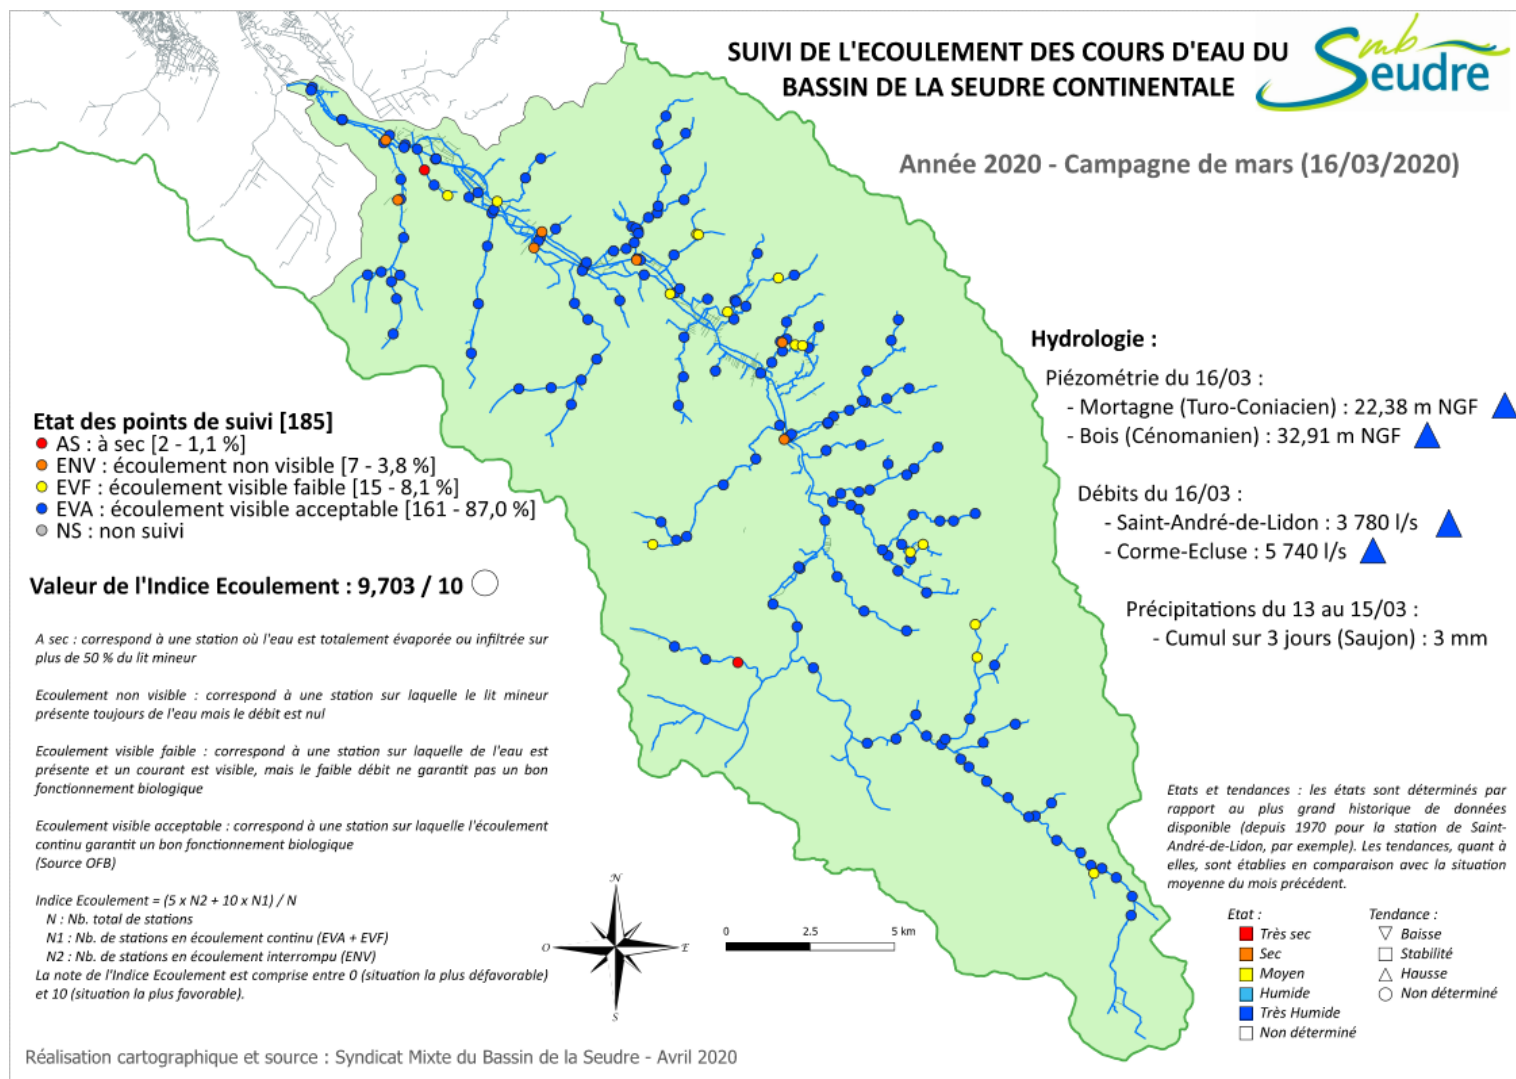 SUIVI DE L'ECOULEMENT DES COURS D'EAU DU
BASSIN DE LA SEUDRE CONTINENTALE
smb
Seudre
Année 2020 - Campagne de mars (16/03/2020)
Hydrologie :
Piézométrie du 16/03 :
- Mortagne (Turo-Coniacien) : 22,38 m NGF
- Bois (Cénomanien) : 32,91 m NGF
Débits du 16/03 :
- Saint-André-de-Lidon : 3 780 l/s
- Corme-Ecluse : 5 740 l/s
Précipitations du 13 au 15/03 :
- Cumul sur 3 jours (Saujon) : 3 mm
Etat des points de suivi [185]
AS : à sec [2 - 1,1 %]
ENV : écoulement non visible [7 - 3,8 %]
EVF : écoulement visible faible [15 - 8,1 %]
EVA : écoulement visible acceptable [161 - 87,0 %]
NS : non suivi
Valeur de l'Indice Ecoulement : 9,703 / 10
A sec : correspond à une station où l'eau est totalement évaporée ou infiltrée sur
plus de 50 % du lit mineur
Ecoulement non visible : correspond à une station sur laquelle le lit mineur
présente toujours de l'eau mais le débit est nul
Ecoulement visible faible : correspond à une station sur laquelle de l'eau est
présente et un courant est visible, mais le faible débit ne garantit pas un bon
fonctionnement biologique
Ecoulement visible acceptable : correspond à une station sur laquelle l'écoulement
continu garantit un bon fonctionnement biologique
(Source OFB)
Indice Ecoulement = (5 x N2 + 10 x N1) / N
N : Nb. total de stations
N1 : Nb. de stations en écoulement continu (EVA + EVF)
N2 : Nb. de stations en écoulement interrompu (ENV)
La note de l'Indice Ecoulement est comprise entre 0 (situation la plus défavorable)
et 10 (situation la plus favorable).
N
O
E
S
0
2.5
5 km
Etats et tendances : les états sont déterminés par
rapport au plus grand historique de données
disponible (depuis 1970 pour la station de Saint-
André-de-Lidon, par exemple). Les tendances, quant à
elles, sont établies en comparaison avec la situation
moyenne du mois précédent.
Etat :
Très sec
Sec
Moyen
Humide
Très Humide
Non déterminé
Tendance :
Baisse
Stabilité
Hausse
Non déterminé
Réalisation cartographique et source : Syndicat Mixte du Bassin de la Seudre - Avril 2020